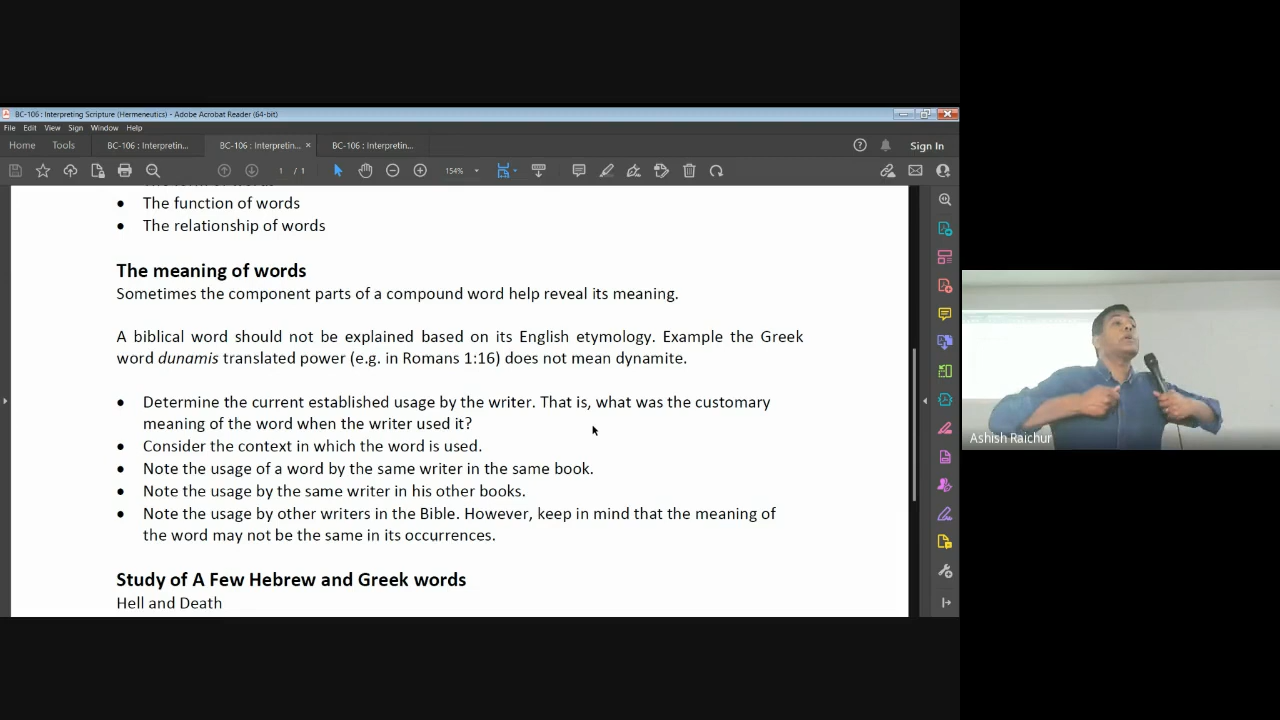 BC-106 : Interpreting Scripture (Hermeneutics) - Adobe Acrobat Reader (64-bit)
File Edit View Sign Window Help
Home Tools BC-106 : Interpretin... BC-106 : Interpretin... × BC-106 : Interpretin... Sign In
1 / 1 154%
• The function of words
• The relationship of words
The meaning of words
Sometimes the component parts of a compound word help reveal its meaning.
A biblical word should not be explained based on its English etymology. Example the Greek
word dunamis translated power (e.g. in Romans 1:16) does not mean dynamite.
• Determine the current established usage by the writer. That is, what was the customary
meaning of the word when the writer used it?
• Consider the context in which the word is used.
• Note the usage of a word by the same writer in the same book.
• Note the usage by the same writer in his other books.
• Note the usage by other writers in the Bible. However, keep in mind that the meaning of
the word may not be the same in its occurrences.
Study of A Few Hebrew and Greek words
Hell and Death
Ashish Raichur